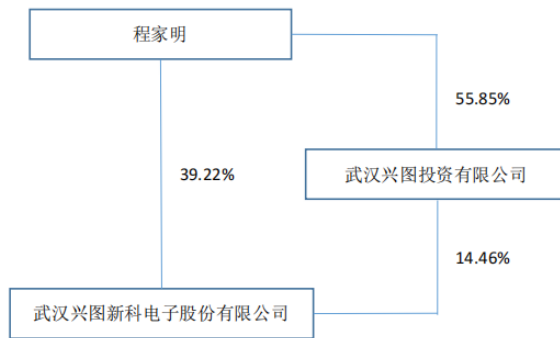 程家明
55.85%
39.22%
武汉兴图投资有限公司
14.46%
武汉兴图新科电子股份有限公司